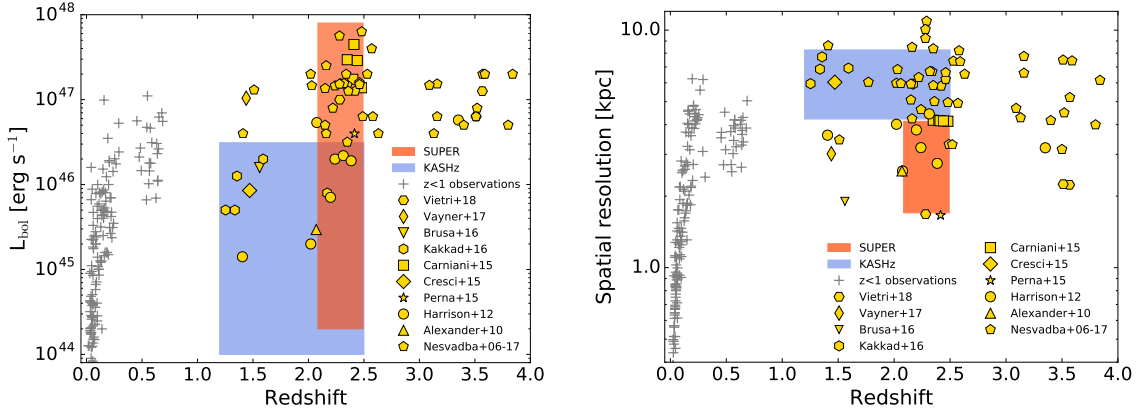 10^48
10^47
10^46
10^45
10^44
L_bol [erg s^-1]
SUPER
KASHz
z<1 observations
Vietri+18
Vayner+17
Brusa+16
Kakkad+16
Carniani+15
Cresci+15
Perna+15
Harrison+12
Alexander+10
Nesvadba+06-17
0.0 0.5 1.0 1.5 2.0 2.5 3.0 3.5 4.0
Redshift
10.0
1.0
Spatial resolution [kpc]
SUPER
KASHz
z<1 observations
Vietri+18
Vayner+17
Brusa+16
Kakkad+16
Carniani+15
Cresci+15
Perna+15
Harrison+12
Alexander+10
Nesvadba+06-17
0.0 0.5 1.0 1.5 2.0 2.5 3.0 3.5 4.0
Redshift